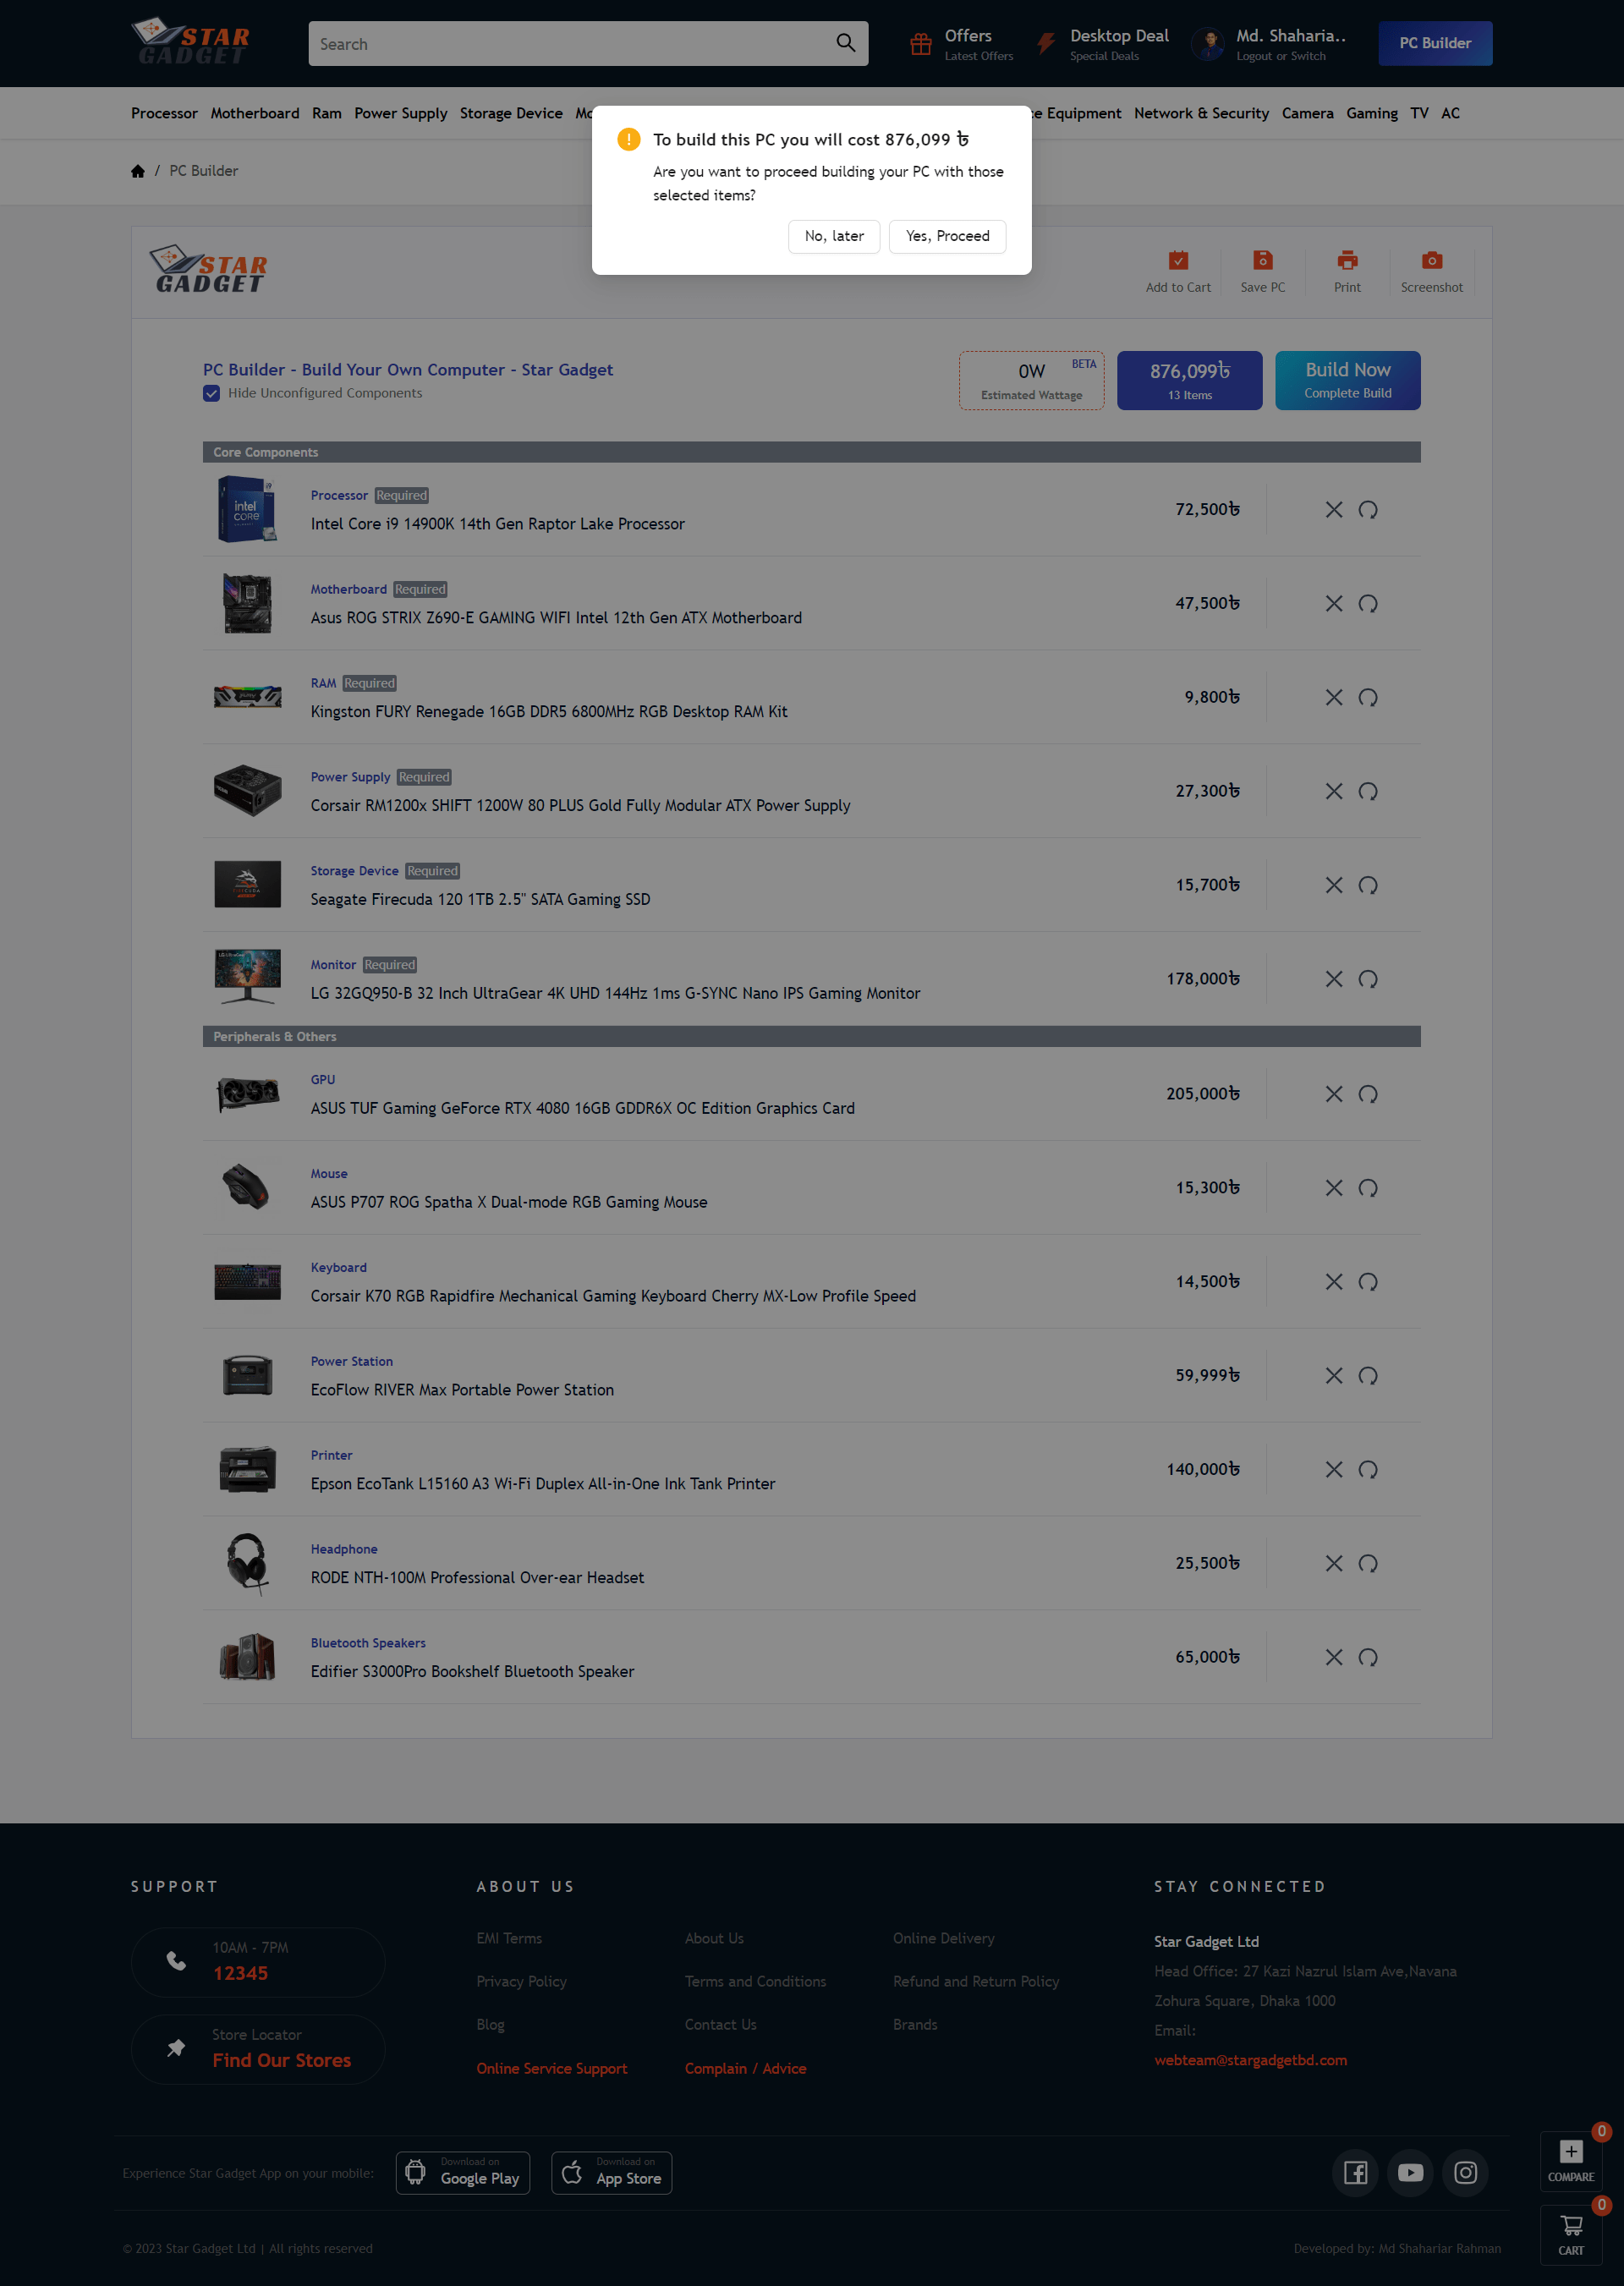 STAR
GADGET
Search
Offers
Latest Offers
Desktop Deal
Special Deals
Md. Shaharia..
Logout or Switch
PC Builder
Processor Motherboard Ram Power Supply Storage Device Mo
ce Equipment Network & Security Camera Gaming TV AC
To build this PC you will cost 876,099 ৳
Are you want to proceed building your PC with those
selected items?
No, later
Yes, Proceed
/ PC Builder
STAR
GADGET
Add to Cart
Save PC
Print
Screenshot
PC Builder - Build Your Own Computer - Star Gadget
Hide Unconfigured Components
0W
BETA
Estimated Wattage
876,099৳
13 Items
Build Now
Complete Build
Core Components
intel
CORE
i9
Processor Required
Intel Core i9 14900K 14th Gen Raptor Lake Processor
72,500৳
Motherboard Required
Asus ROG STRIX Z690-E GAMING WIFI Intel 12th Gen ATX Motherboard
47,500৳
RAM Required
Kingston FURY Renegade 16GB DDR5 6800MHz RGB Desktop RAM Kit
9,800৳
Power Supply Required
Corsair RM1200x SHIFT 1200W 80 PLUS Gold Fully Modular ATX Power Supply
27,300৳
Storage Device Required
Seagate Firecuda 120 1TB 2.5" SATA Gaming SSD
15,700৳
Monitor Required
LG 32GQ950-B 32 Inch UltraGear 4K UHD 144Hz 1ms G-SYNC Nano IPS Gaming Monitor
178,000৳
Peripherals & Others
GPU
ASUS TUF Gaming GeForce RTX 4080 16GB GDDR6X OC Edition Graphics Card
205,000৳
Mouse
ASUS P707 ROG Spatha X Dual-mode RGB Gaming Mouse
15,300৳
Keyboard
Corsair K70 RGB Rapidfire Mechanical Gaming Keyboard Cherry MX-Low Profile Speed
14,500৳
Power Station
EcoFlow RIVER Max Portable Power Station
59,999৳
Printer
Epson EcoTank L15160 A3 Wi-Fi Duplex All-in-One Ink Tank Printer
140,000৳
Headphone
RODE NTH-100M Professional Over-ear Headset
25,500৳
Bluetooth Speakers
Edifier S3000Pro Bookshelf Bluetooth Speaker
65,000৳
SUPPORT
10AM - 7PM
12345
Store Locator
Find Our Stores
ABOUT US
EMI Terms
About Us
Online Delivery
Privacy Policy
Terms and Conditions
Refund and Return Policy
Blog
Contact Us
Brands
Online Service Support
Complain / Advice
STAY CONNECTED
Star Gadget Ltd
Head Office: 27 Kazi Nazrul Islam Ave,Navana
Zohura Square, Dhaka 1000
Email:
webteam@stargadgetbd.com
Experience Star Gadget App on your mobile:
Download on
Google Play
Download on
App Store
0
COMPARE
0
CART
© 2023 Star Gadget Ltd | All rights reserved
Developed by: Md Shahariar Rahman